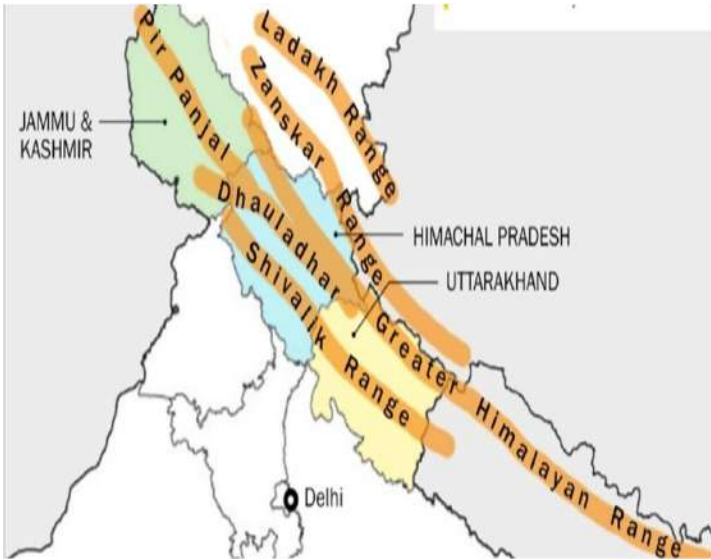 Ladakh Range
Pir Panjal
Zanskar Range
JAMMU &
KASHMIR
Dhauladhar
HIMACHAL PRADESH
Shivalik Range
UTTARAKHAND
Greater Himalayan Range
Delhi